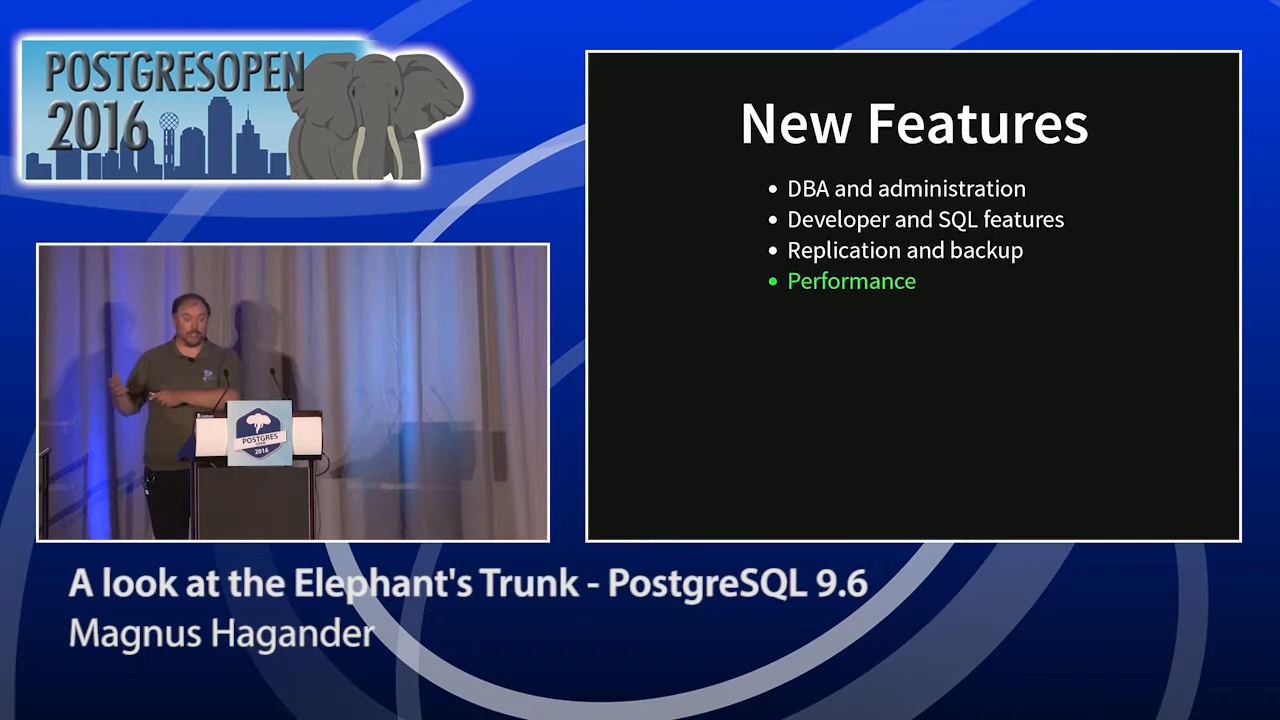 POSTGRESOPEN
2016
New Features
• DBA and administration
• Developer and SQL features
• Replication and backup
• Performance
POSTGRES
OPEN
2016
A look at the Elephant's Trunk - PostgreSQL 9.6
Magnus Hagander